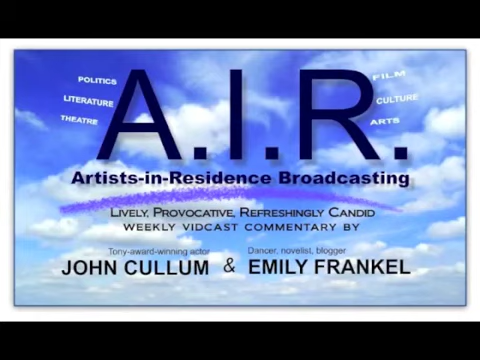 POLITICS
LITERATURE
THEATRE
A.I.R.
FILM
CULTURE
ARTS
Artists-in-Residence Broadcasting
LIVELY, PROVOCATIVE, REFRESHINGLY CANDID
WEEKLY VIDCAST COMMENTARY BY
Tony-award-winning actor
JOHN CULLUM
&
Dancer, novelist, blogger
EMILY FRANKEL